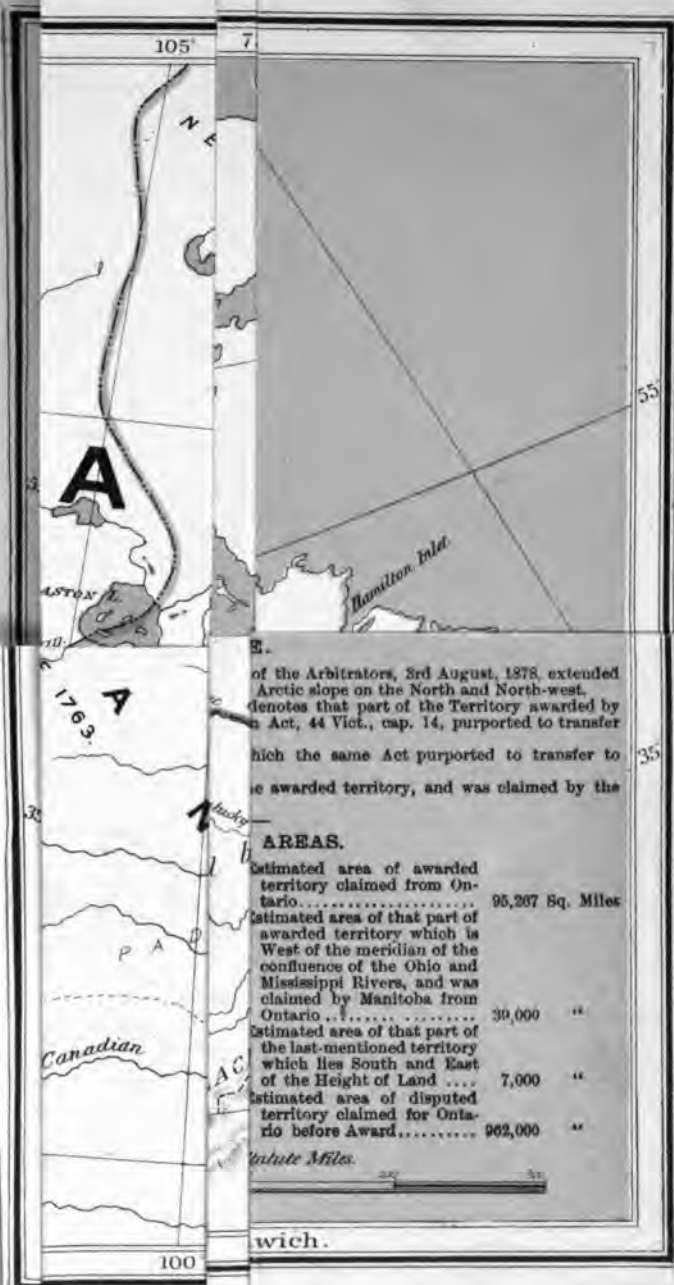 105°
7
N E
55
A
Hamilton Inlet.
ASTON L.
E.
of the Arbitrators, 3rd August, 1878, extended
Arctic slope on the North and North-west.
denotes that part of the Territory awarded by
Act, 44 Vict., cap. 14, purported to transfer
1763.
A
hich the same Act purported to transfer to
35
e awarded territory, and was claimed by the
N
AREAS.
Estimated area of awarded
territory claimed from On-
tario...................... 95,267 Sq. Miles
Estimated area of that part of
awarded territory which is
West of the meridian of the
confluence of the Ohio and
Mississippi Rivers, and was
claimed by Manitoba from
Ontario .................. 39,000 "
Estimated area of that part of
the last-mentioned territory
which lies South and East
of the Height of Land .... 7,000 "
Estimated area of disputed
territory claimed for Onta-
rio before Award.......... 962,000 "
P A
Canadian
AC
Statute Miles.
100
wich.